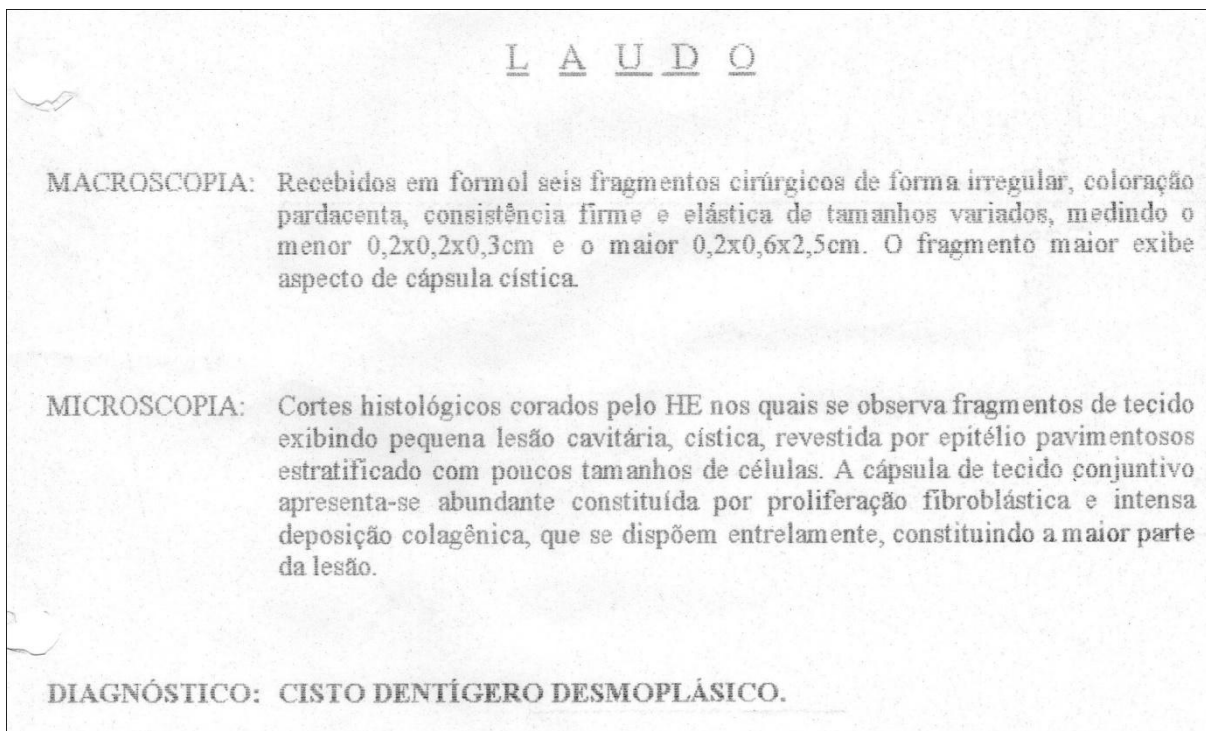 L A U D O
MACROSCOPIA: Recebidos em formol seis fragmentos cirúrgicos de forma irregular, coloração
pardacenta, consistência firme e elástica de tamanhos variados, medindo o
menor 0,2x0,2x0,3cm e o maior 0,2x0,6x2,5cm. O fragmento maior exibe
aspecto de cápsula cística.
MICROSCOPIA: Cortes histológicos corados pelo HE nos quais se observa fragmentos de tecido
exibindo pequena lesão cavitária, cística, revestida por epitélio pavimentosos
estratificado com poucos tamanhos de células. A cápsula de tecido conjuntivo
apresenta-se abundante constituída por proliferação fibroblástica e intensa
deposição colagênica, que se dispõem entrelamente, constituindo a maior parte
da lesão.
DIAGNÓSTICO: CISTO DENTÍGERO DESMOPLÁSICO.